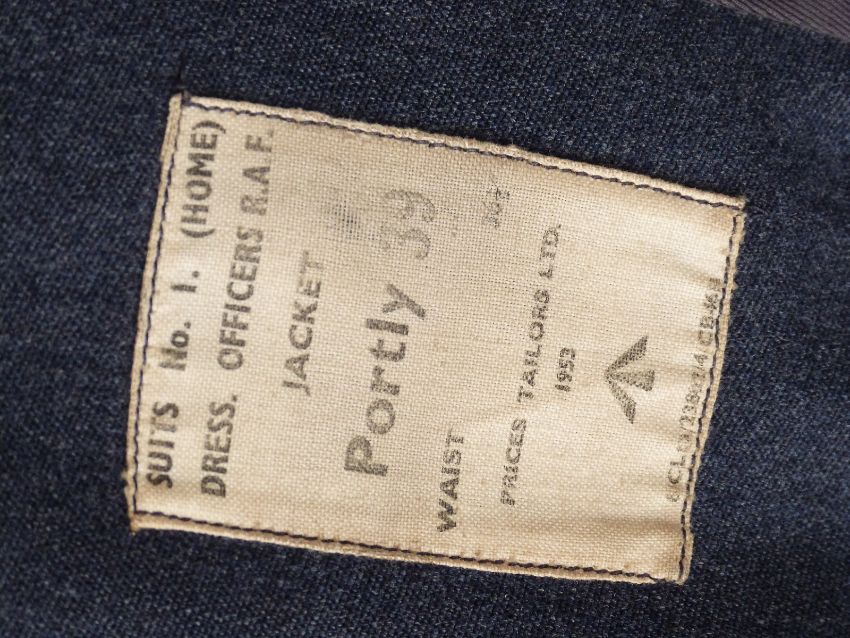 SUITS No. 1. (HOME)
DRESS. OFFICERS R.A.F.
JACKET
Portly 39
WAIST
PRICES TAILORS LTD.
1953